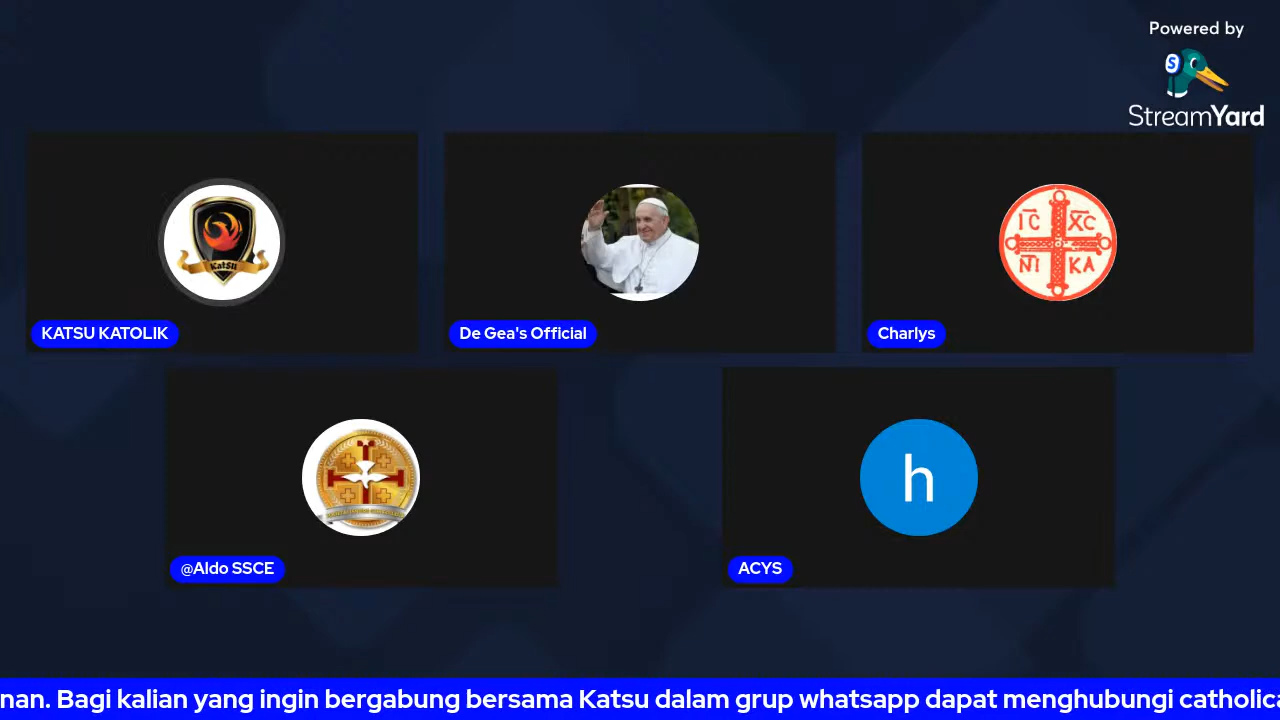 Powered by
StreamYard
KatSu
IC XC
NI KA
KATSU KATOLIK
De Gea's Official
Charlys
h
@Aldo SSCE
ACYS
nan. Bagi kalian yang ingin bergabung bersama Katsu dalam grup whatsapp dapat menghubungi catholica